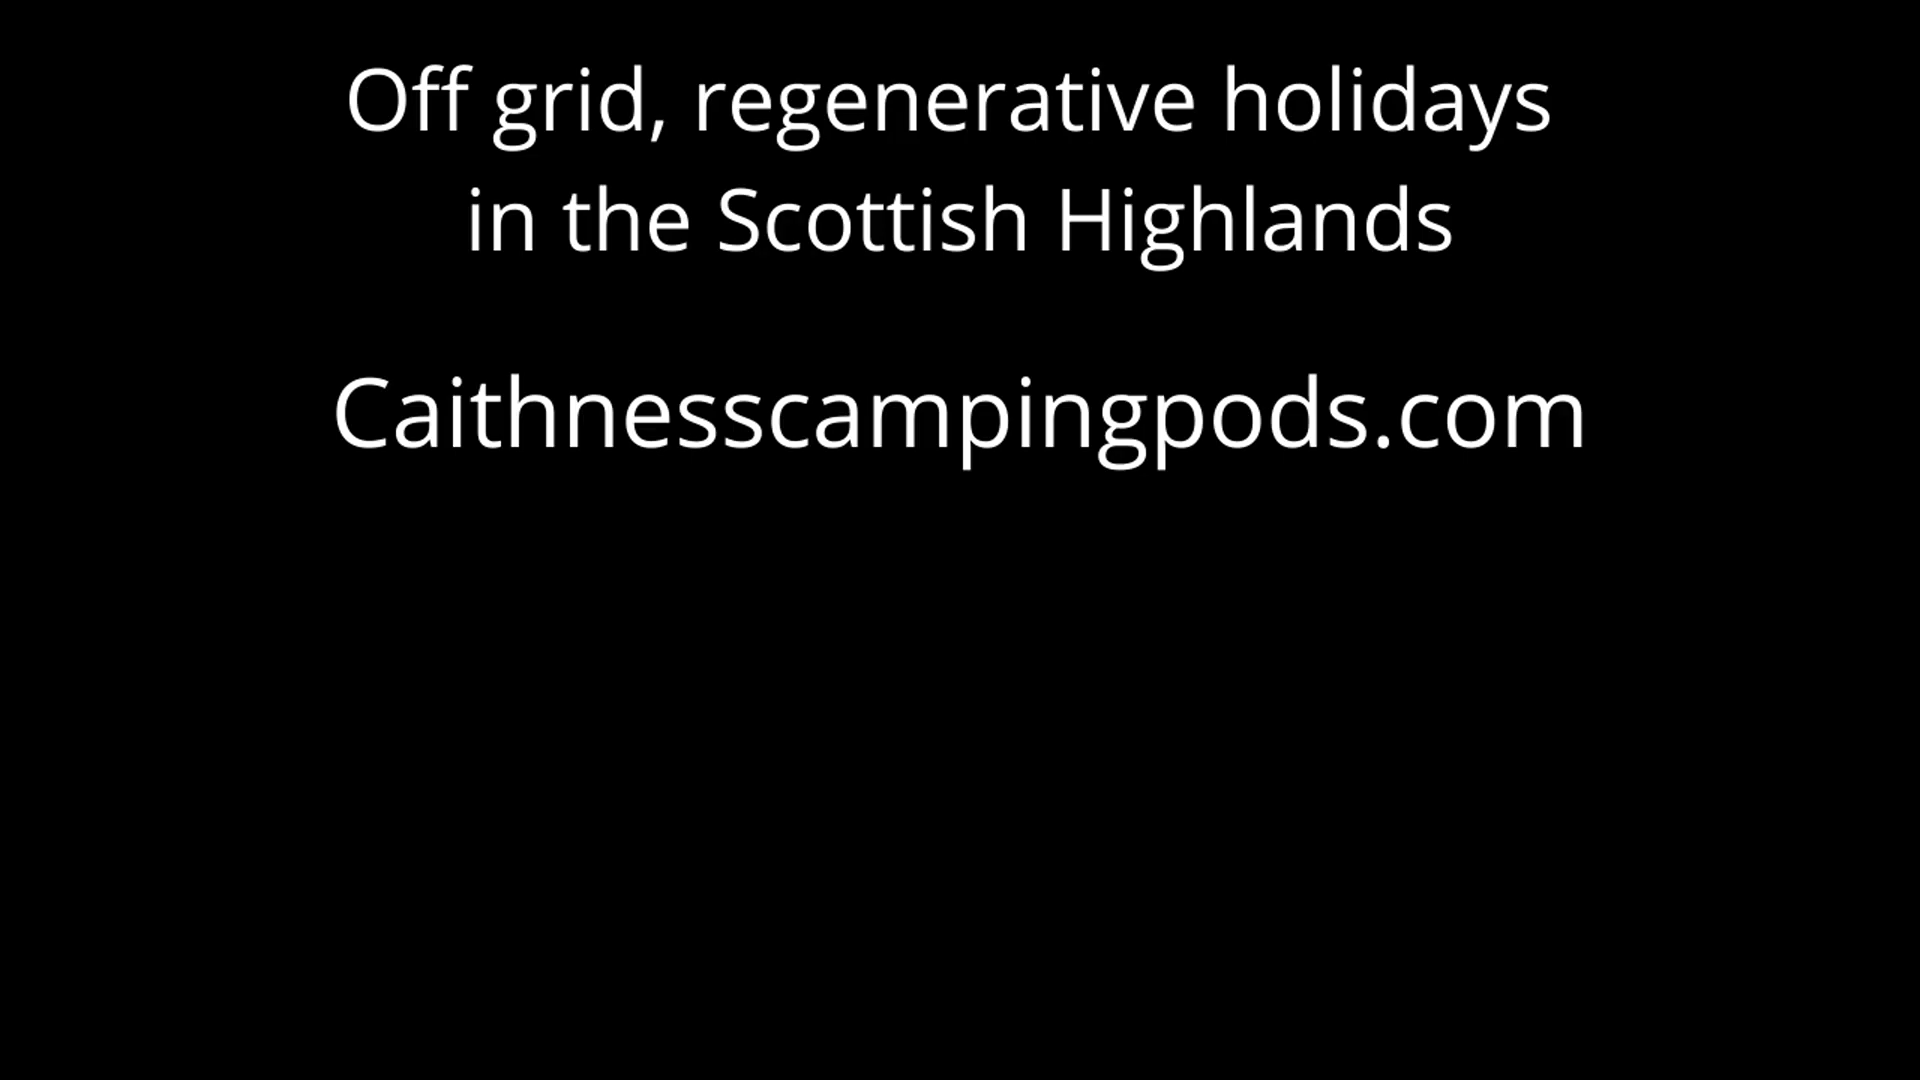 Off grid, regenerative holidays
in the Scottish Highlands
Caithnesscampingpods.com